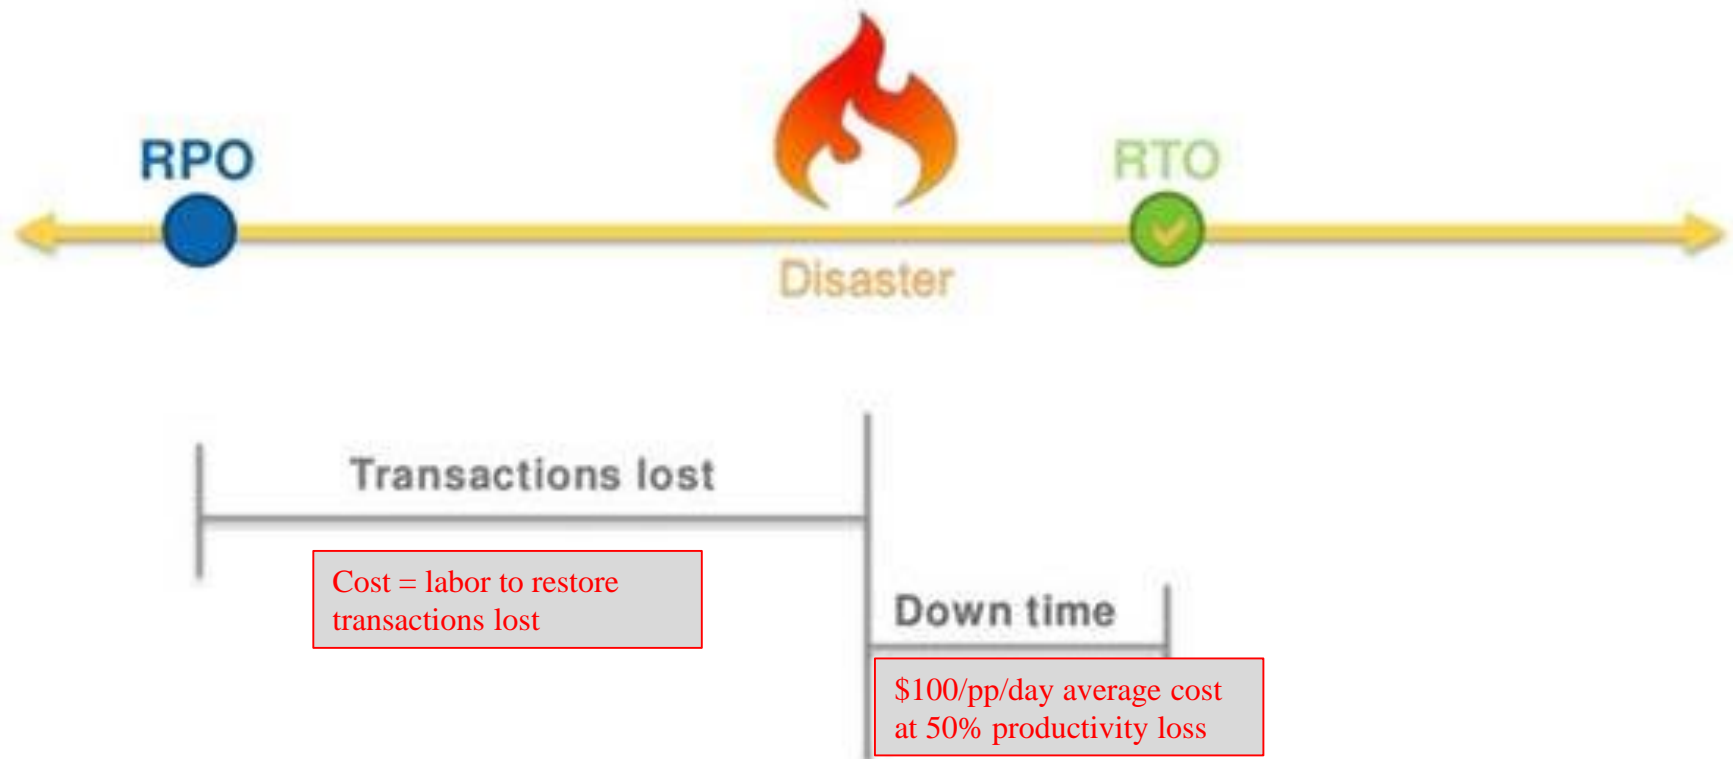 RPO
RTO
Disaster
Transactions lost
Cost = labor to restore
transactions lost
Down time
$100/pp/day average cost
at 50% productivity loss